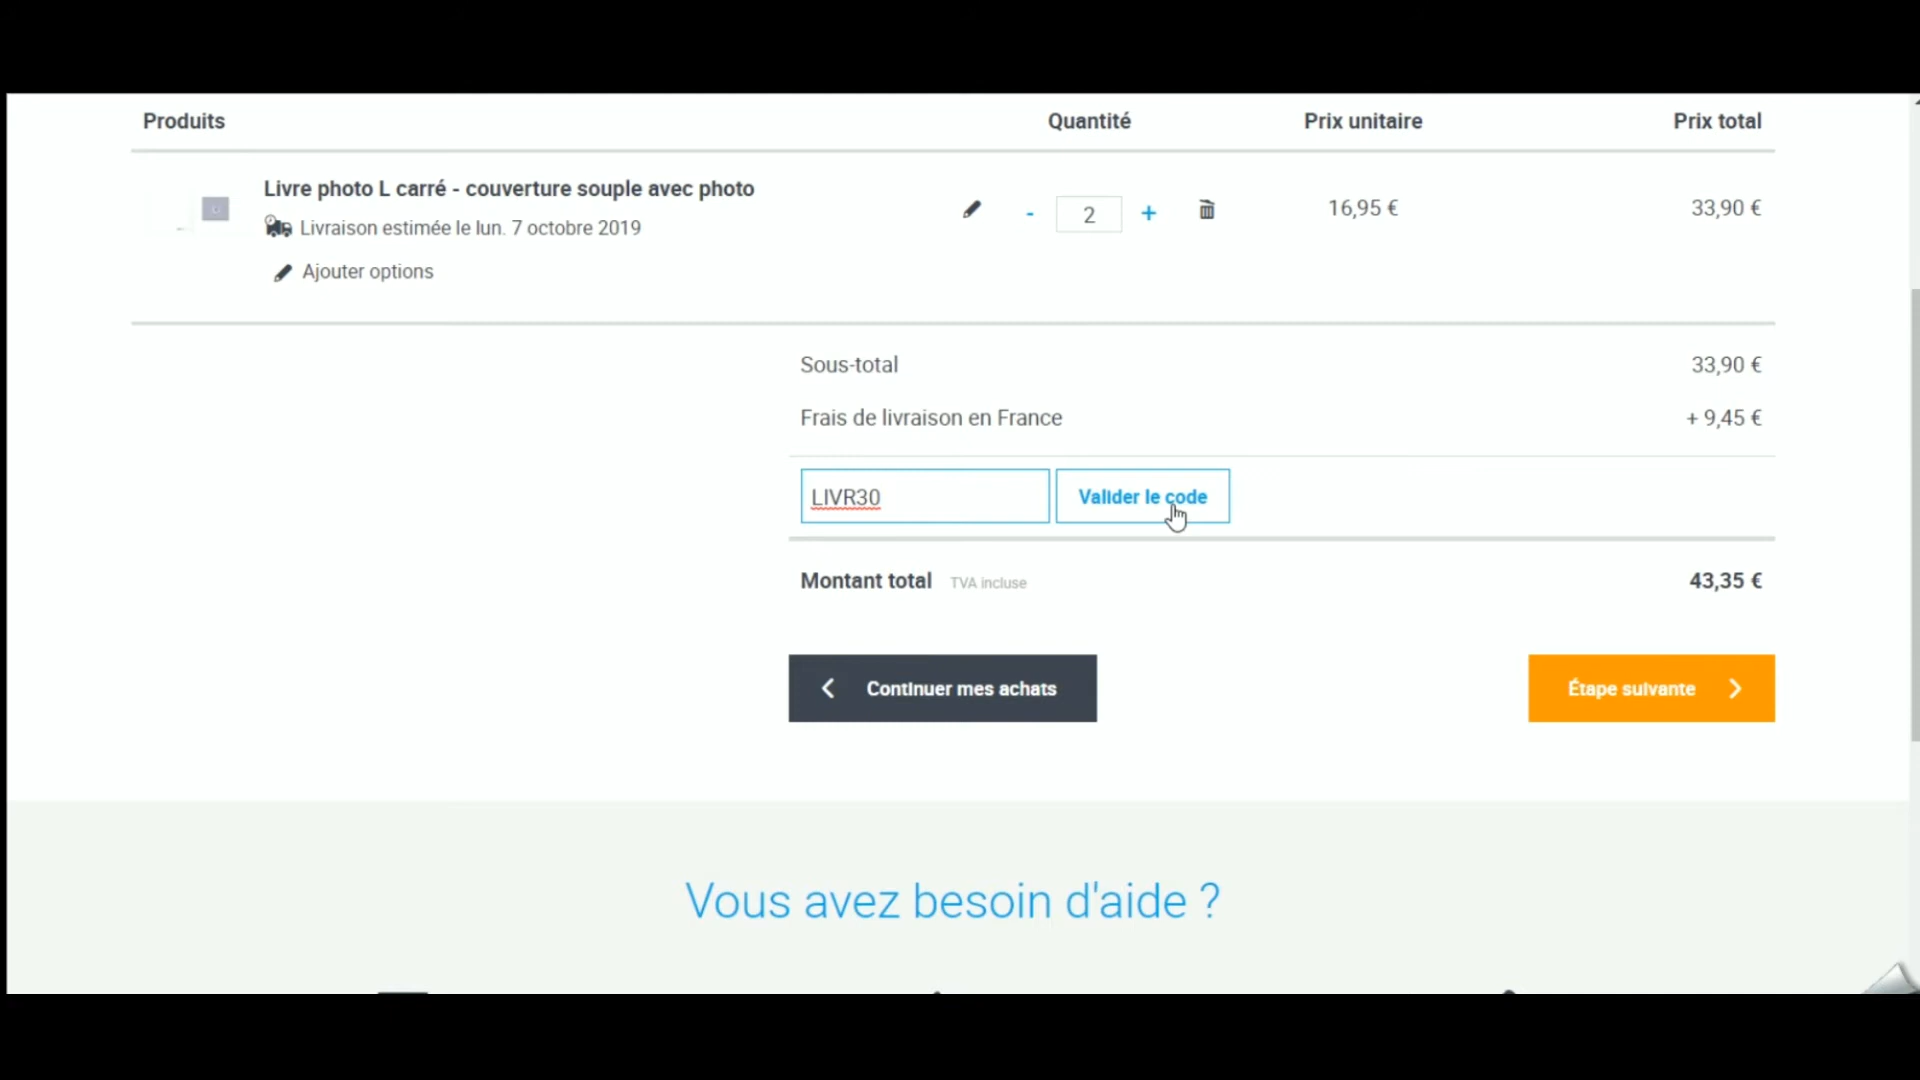 Produits Quantité Prix unitaire Prix total
Livre photo L carré - couverture souple avec photo
- 2 + 16,95 € 33,90 €
Livraison estimée le lun. 7 octobre 2019
Ajouter options
Sous-total 33,90 €
Frais de livraison en France + 9,45 €
LIVR30 Valider le code
Montant total TVA incluse 43,35 €
Continuer mes achats Étape suivante
Vous avez besoin d'aide ?